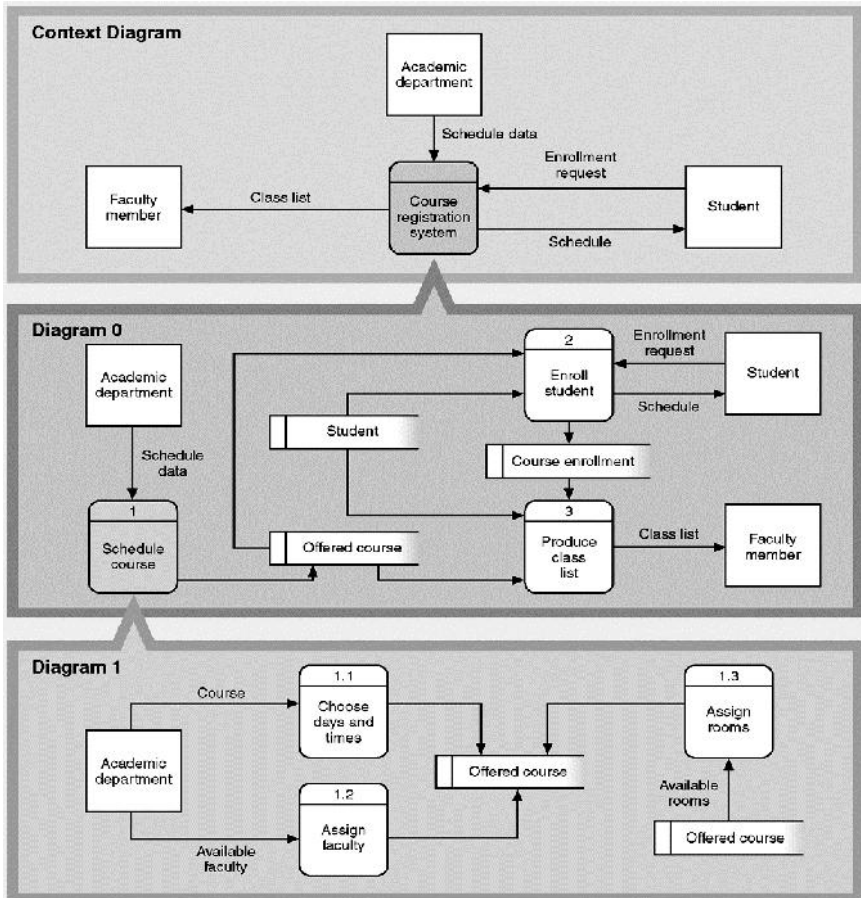 Context Diagram
Academic
department
Schedule data
Enrollment
request
Faculty
member
Class list
Course
registration
system
Student
Schedule
Diagram 0
Academic
department
Schedule
data
1
Schedule
course
Student
Offered course
2
Enroll
student
Enrollment
request
Student
Schedule
Course enrollment
3
Produce
class
list
Class list
Faculty
member
Diagram 1
Course
Academic
department
Available
faculty
1.1
Choose
days and
times
1.2
Assign
faculty
Offered course
1.3
Assign
rooms
Available
rooms
Offered course